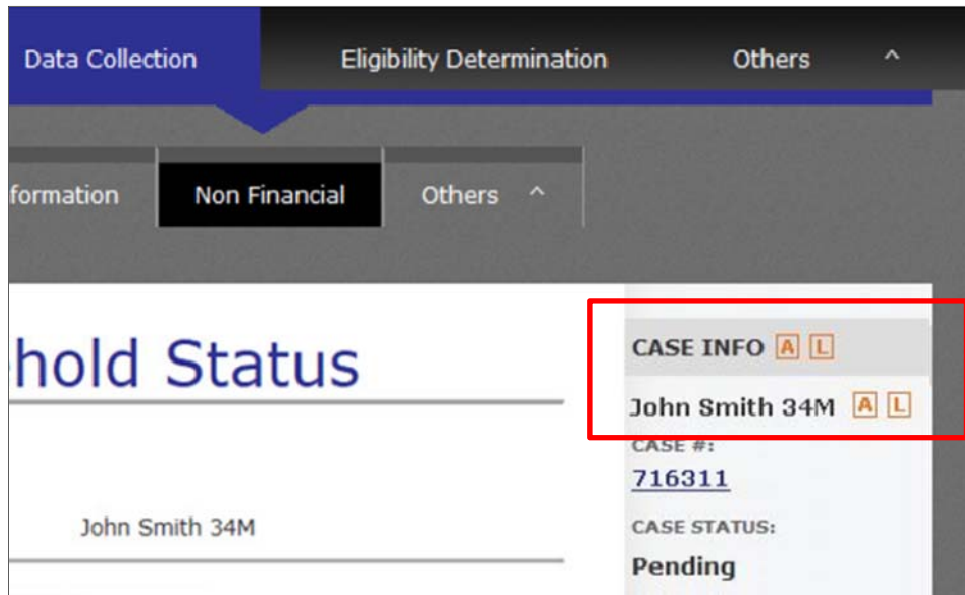 Data Collection Eligibility Determination Others ^
formation Non Financial Others ^
hold Status
CASE INFO A L
John Smith 34M A L
CASE #:
716311
John Smith 34M
CASE STATUS:
Pending